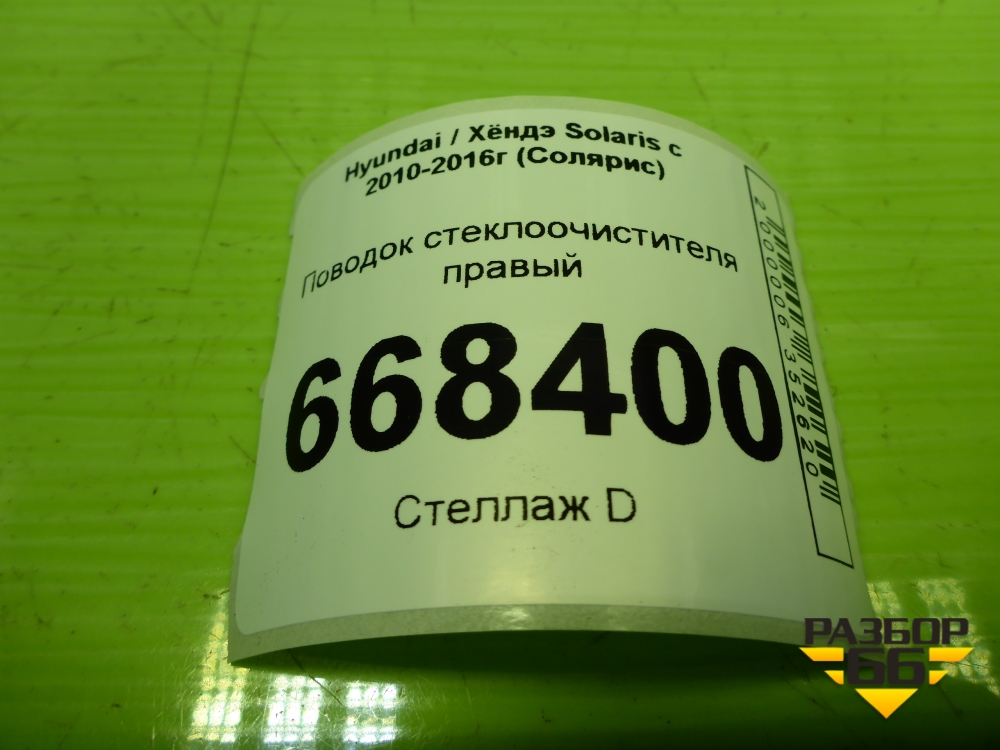 Hyundai / Хёндэ Solaris с
2010-2016г (Солярис)
Поводок стеклоочистителя
правый
668400
Стеллаж D
2000006352620
РАЗБОР
66